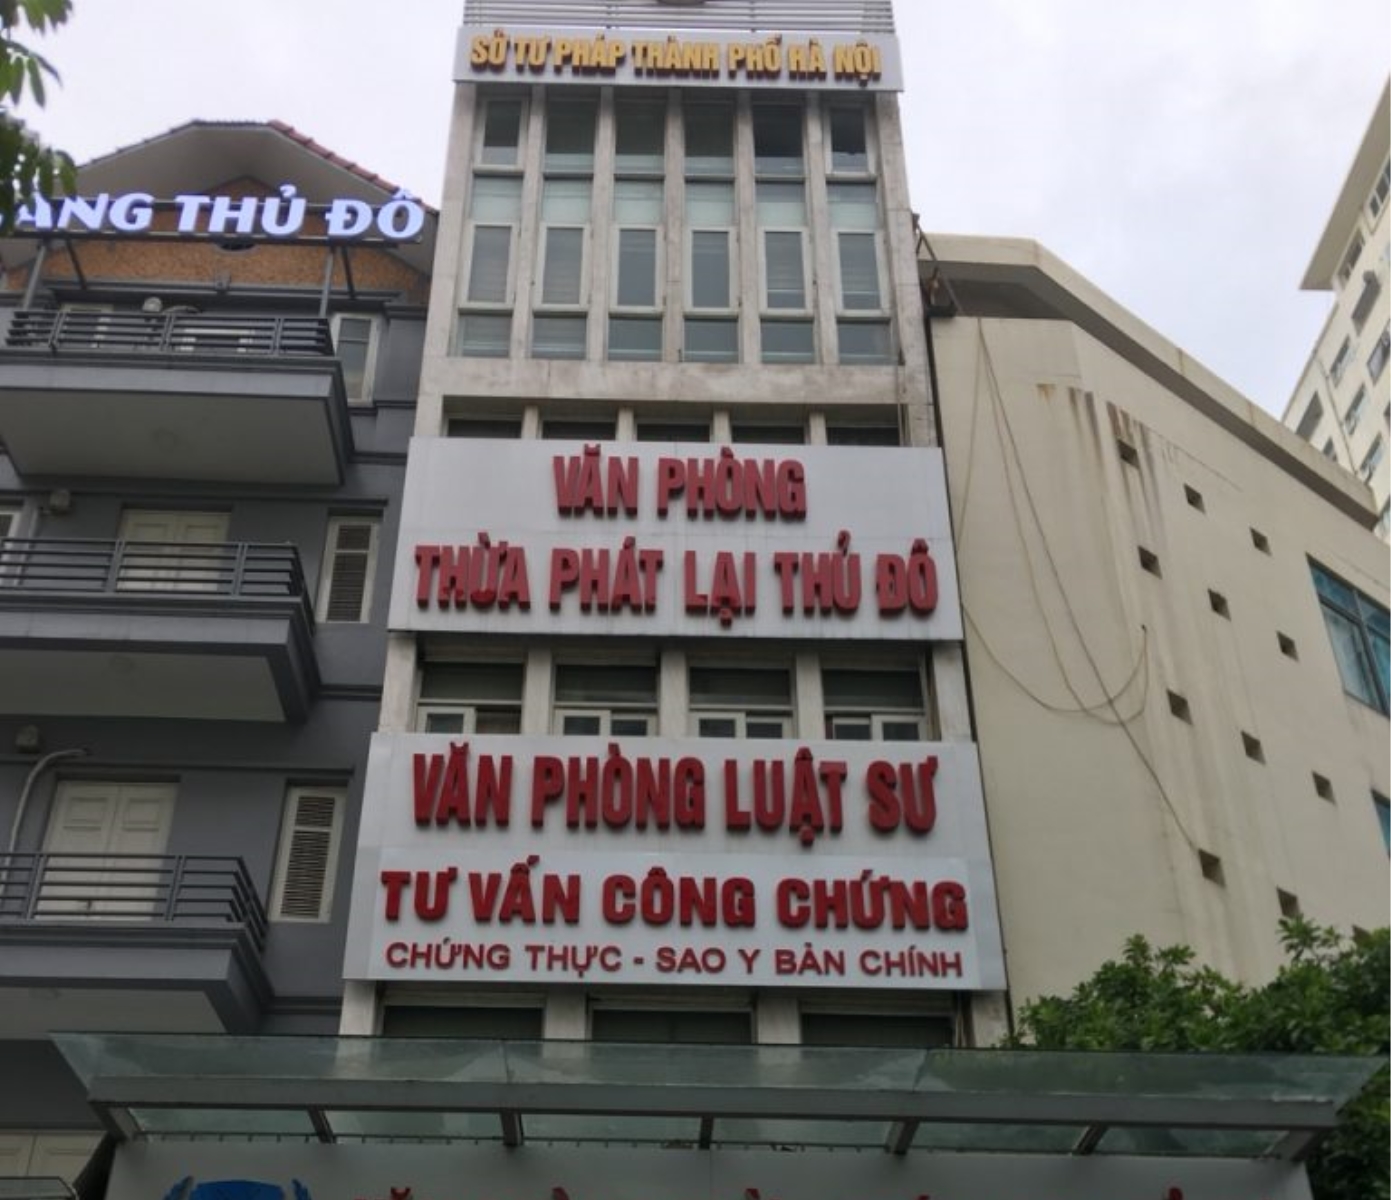 SỞ TƯ PHÁP THÀNH PHỐ HÀ NỘI
THỦ ĐÔ
VĂN PHÒNG
THỪA PHÁT LẠI THỦ ĐÔ
VĂN PHÒNG LUẬT SƯ
TƯ VẤN CÔNG CHỨNG
CHỨNG THỰC - SAO Y BẢN CHÍNH